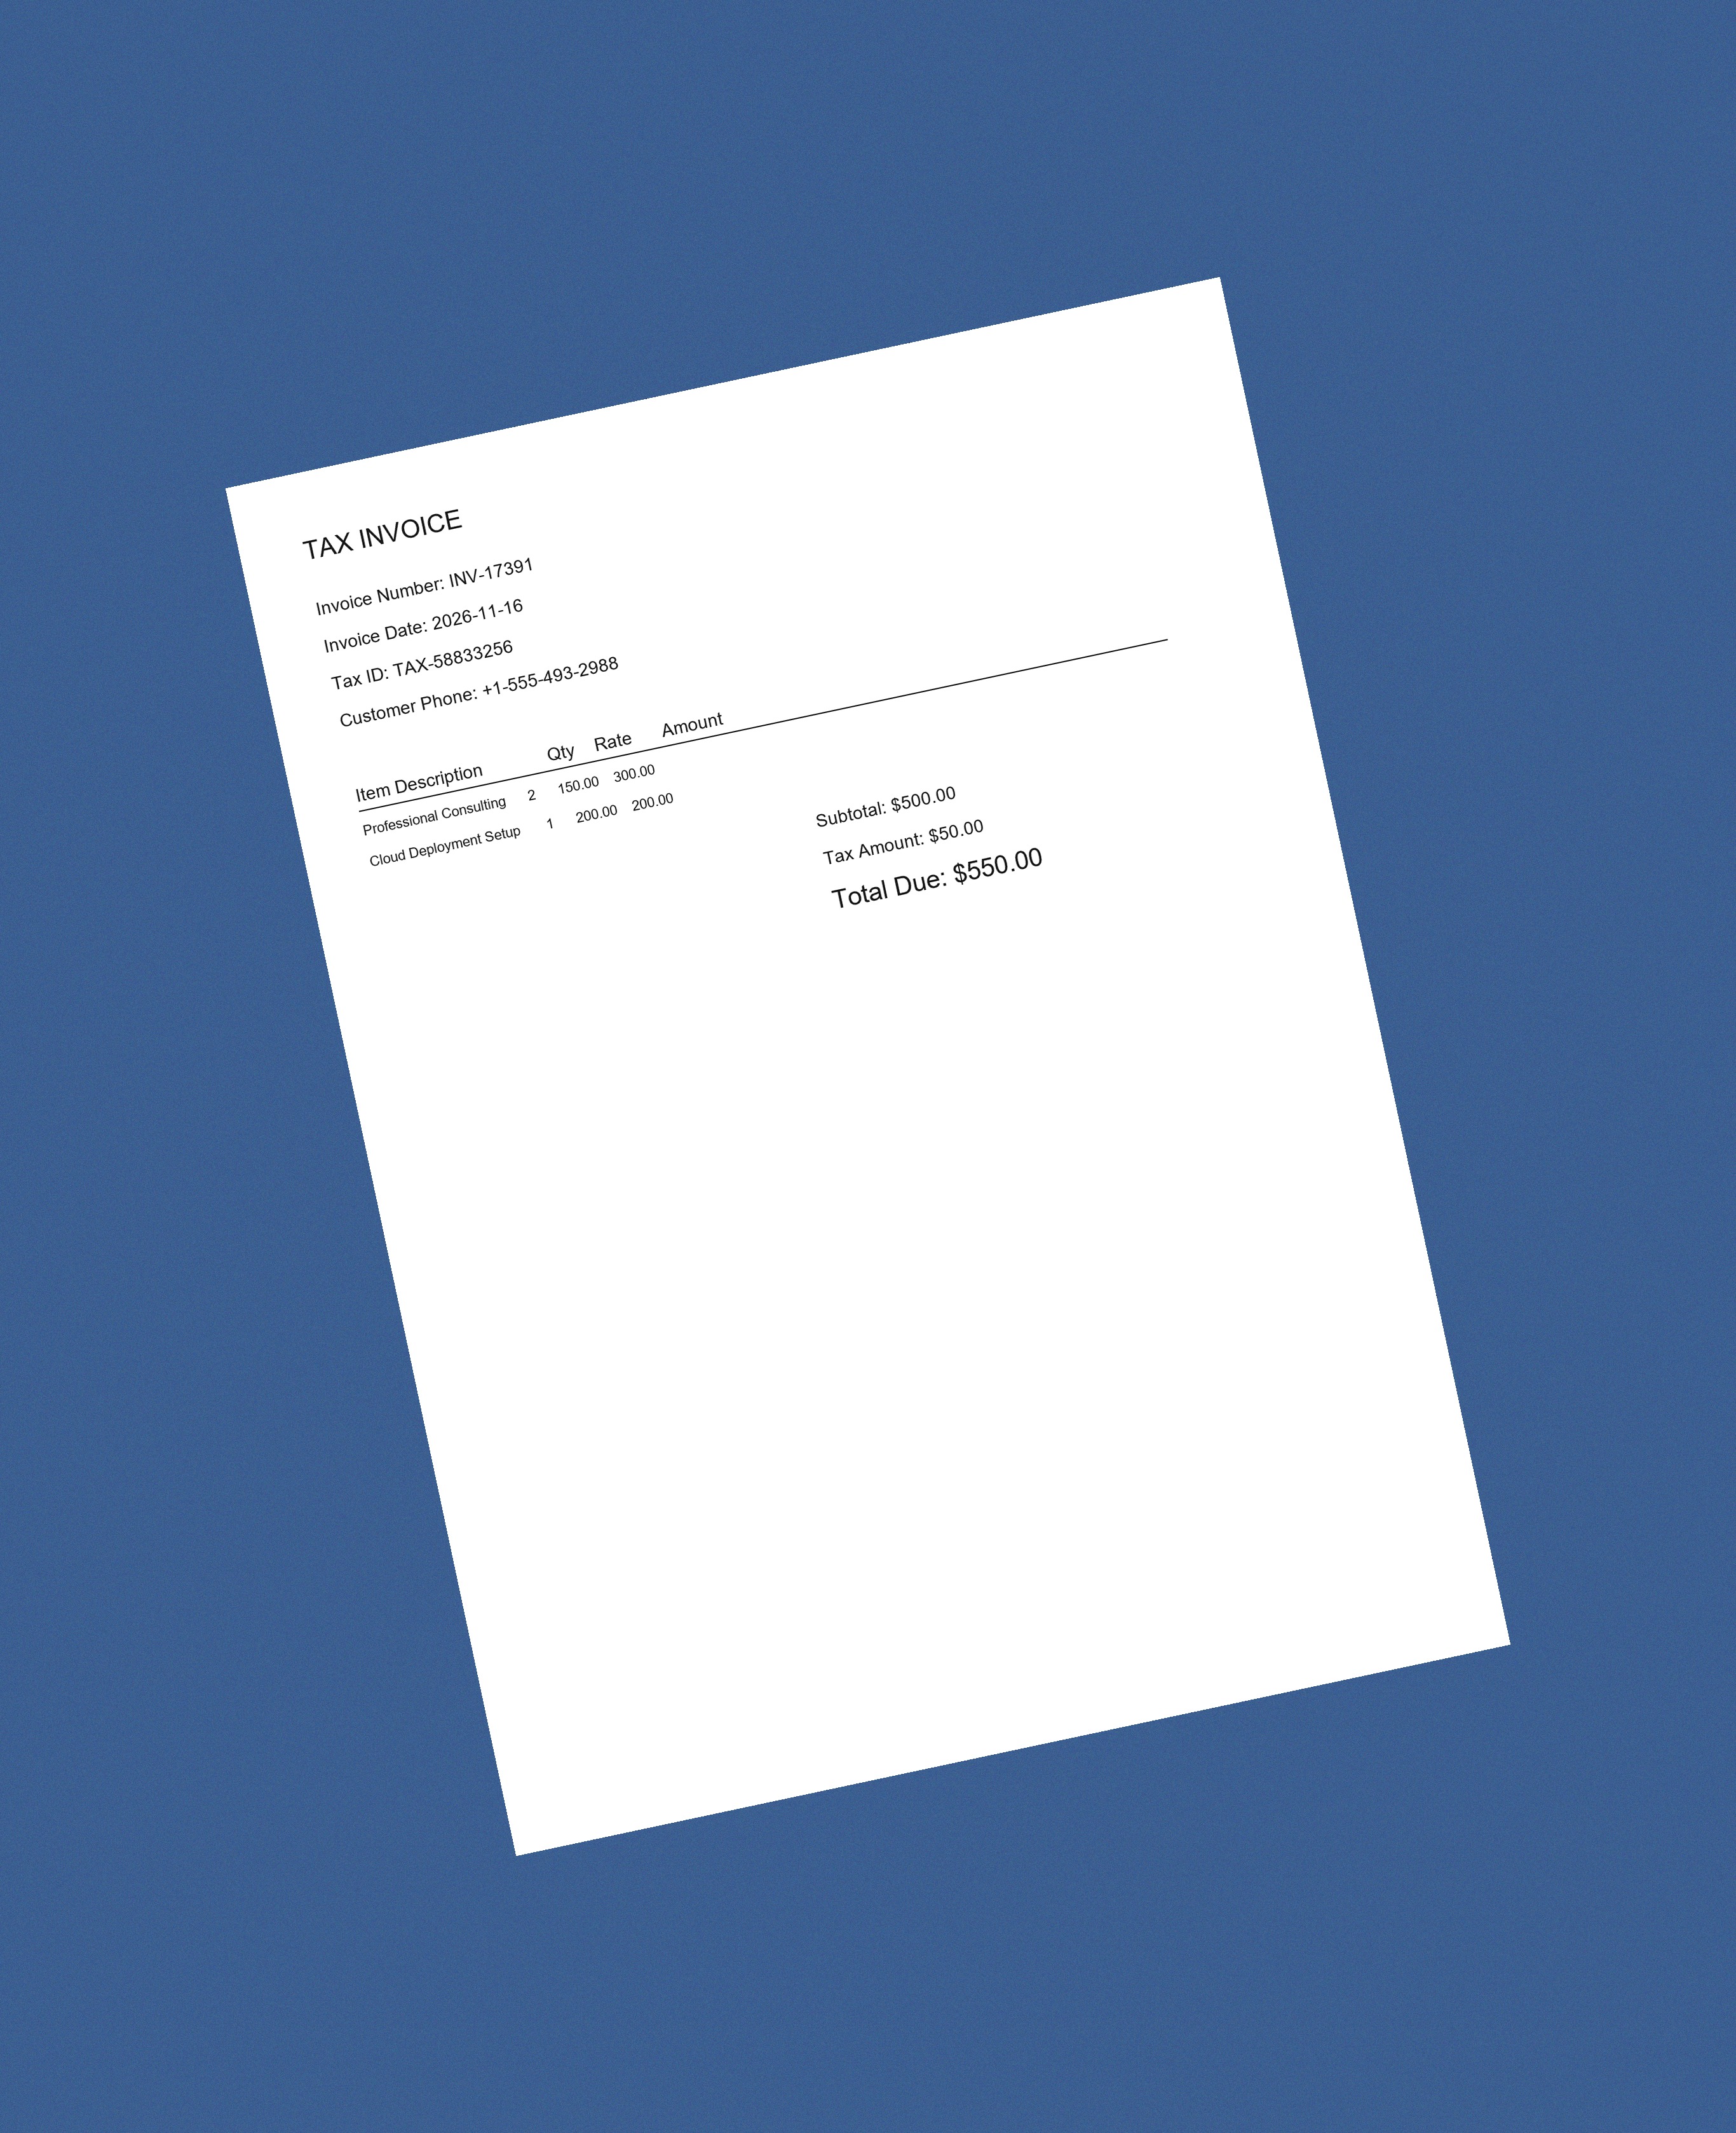 TAX INVOICE
Invoice Number: INV-17391
Invoice Date: 2026-11-16
Tax ID: TAX-58833256
Customer Phone: +1-555-493-2988
Item Description Qty Rate Amount
Professional Consulting 2 150.00 300.00
Cloud Deployment Setup 1 200.00 200.00
Subtotal: $500.00
Tax Amount: $50.00
Total Due: $550.00